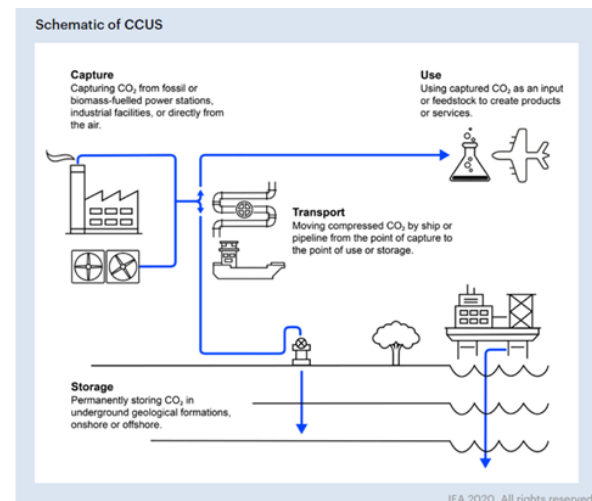 Schematic of CCUS
Capture
Capturing CO₂ from fossil or
biomass-fuelled power stations,
industrial facilities, or directly from
the air.
Use
Using captured CO₂ as an input
or feedstock to create products
or services.
Transport
Moving compressed CO₂ by ship or
pipeline from the point of capture to
the point of use or storage.
Storage
Permanently storing CO₂ in
underground geological formations,
onshore or offshore.
IEA 2020. All rights reserved